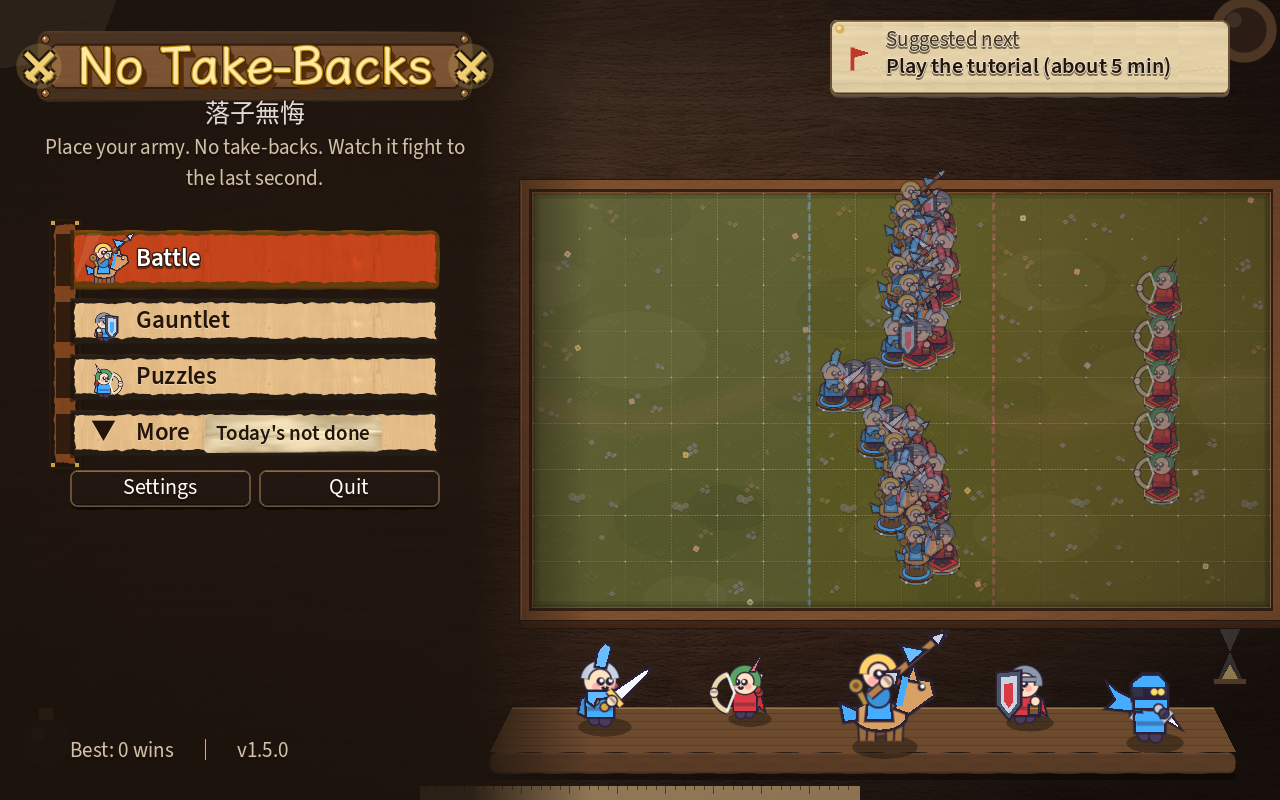 No Take-Backs
落子無悔
Place your army. No take-backs. Watch it fight to
the last second.
Suggested next
Play the tutorial (about 5 min)
Battle
Gauntlet
Puzzles
More
Today's not done
Settings
Quit
Best: 0 wins
v1.5.0